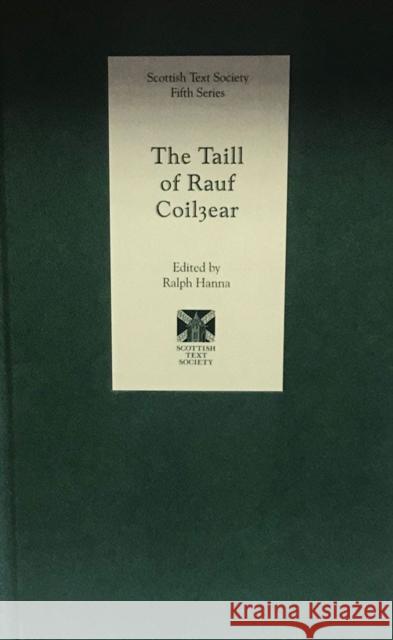 Scottish Text Society
Fifth Series
The Taill
of Rauf
Coilȝear
Edited by
Ralph Hanna
SCOTTISH
TEXT
SOCIETY